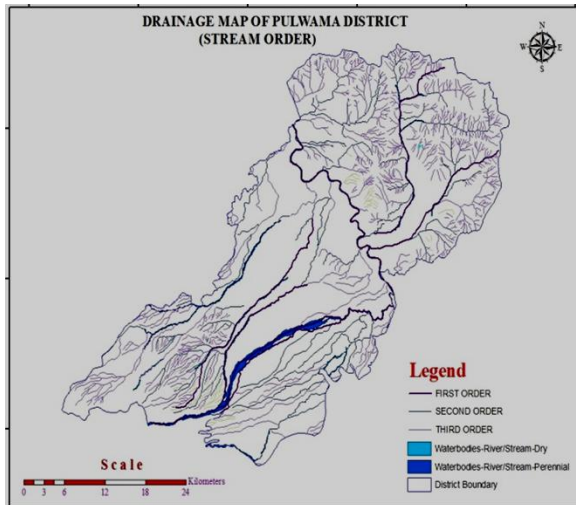 DRAINAGE MAP OF PULWAMA DISTRICT
(STREAM ORDER)
N
W E
S
Legend
FIRST ORDER
SECOND ORDER
THIRD ORDER
Waterbodies-River/Stream-Dry
Waterbodies-River/Stream-Perennial
District Boundary
Scale
Kilometers
0 3 6 12 18 24